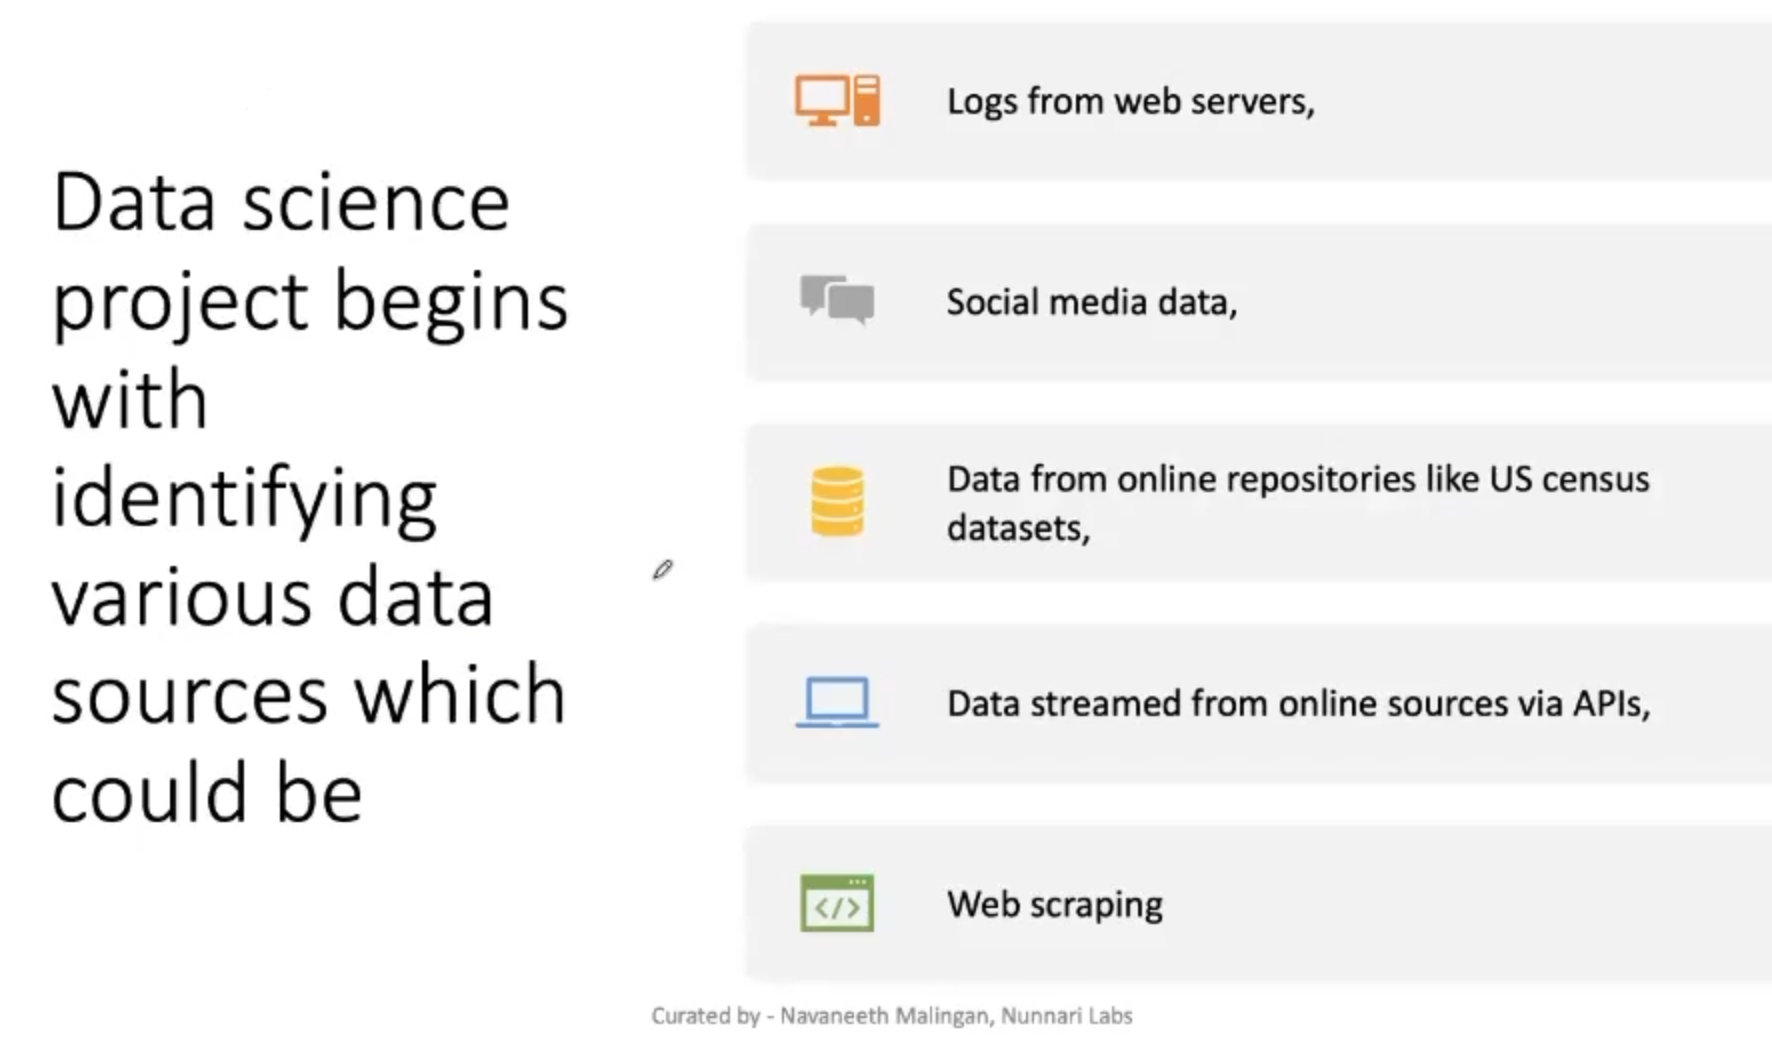 Data science
project begins
with
identifying
various data
sources which
could be
Logs from web servers,
Social media data,
Data from online repositories like US census
datasets,
Data streamed from online sources via APIs,
</>
Web scraping
Curated by - Navaneeth Malingan, Nunnari Labs